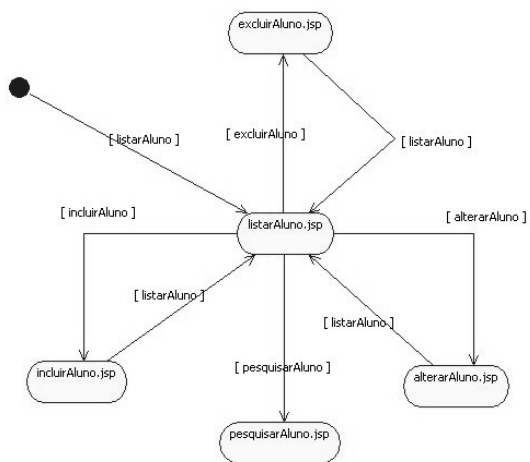 excluirAluno.jsp
[ listarAluno ]
[ excluirAluno ]
[ listarAluno ]
[ incluirAluno ]
[ alterarAluno ]
listarAluno.jsp
[ listarAluno ]
[ listarAluno ]
[ pesquisarAluno ]
incluirAluno.jsp
alterarAluno.jsp
pesquisarAluno.jsp